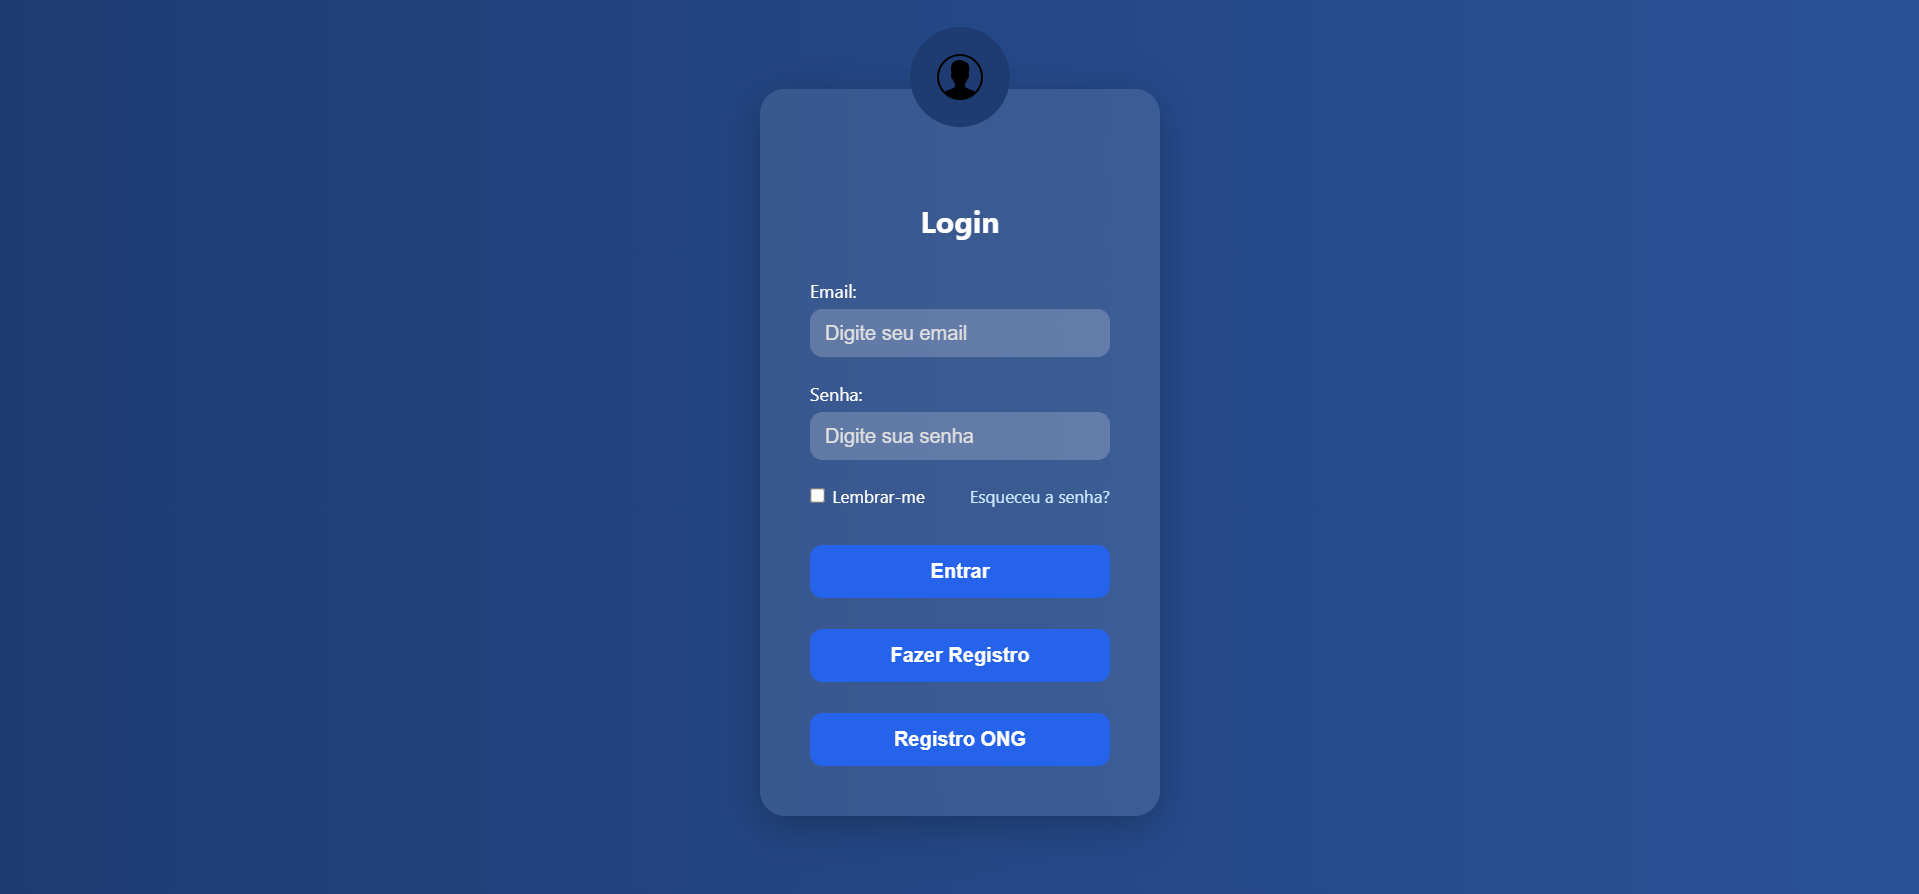 Login
Email:
Digite seu email
Senha:
Digite sua senha
Lembrar-me Esqueceu a senha?
Entrar
Fazer Registro
Registro ONG